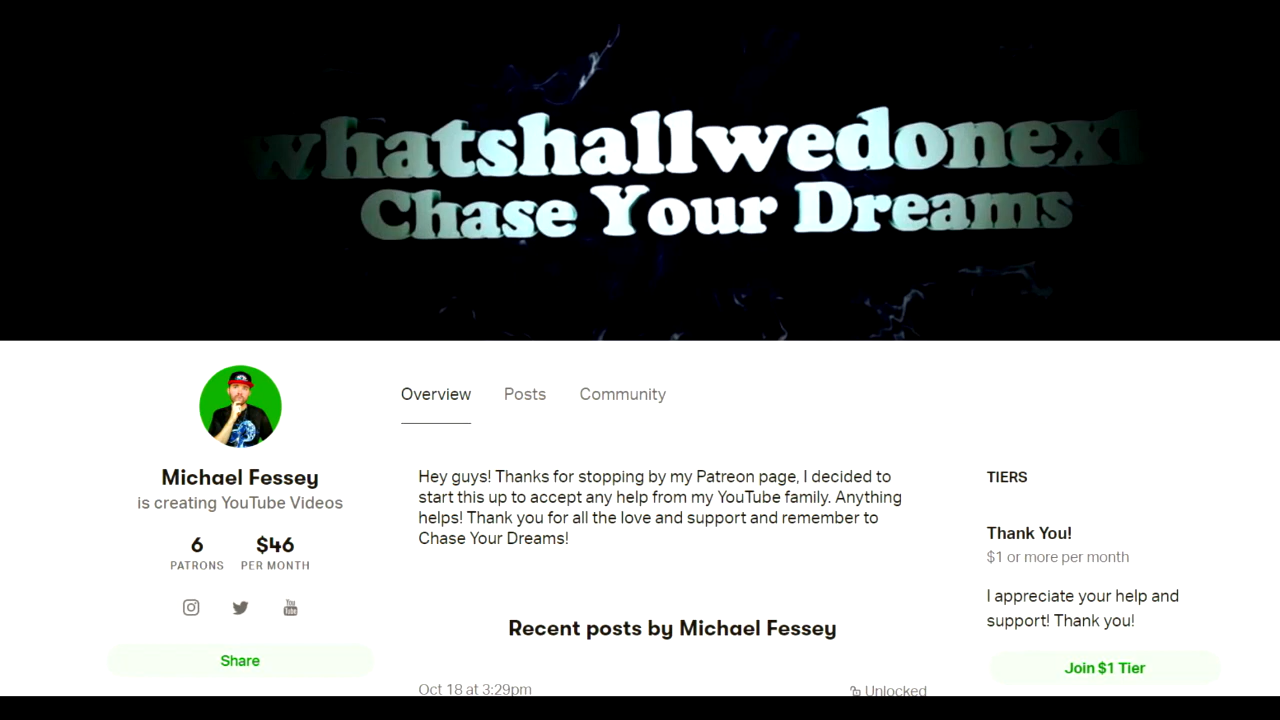 whatshallwedonext
Chase Your Dreams
Michael Fessey
is creating YouTube Videos
6
$46
PATRONS
PER MONTH
You
Tube
Share
Overview
Posts
Community
Hey guys! Thanks for stopping by my Patreon page, I decided to
start this up to accept any help from my YouTube family. Anything
helps! Thank you for all the love and support and remember to
Chase Your Dreams!
Recent posts by Michael Fessey
Oct 18 at 3:29pm
Unlocked
TIERS
Thank You!
$1 or more per month
I appreciate your help and
support! Thank you!
Join $1 Tier